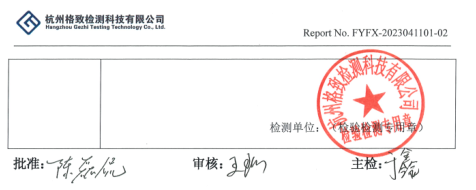 杭州格致检测科技有限公司
Hangzhou Gezhi Testing Technology Co., Ltd.
Report No. FYFX-2023041101-02
杭州格致检测科技有限公司
检测单位：（检验检测专用章）
检验检测专用章
批准：
审核：
主检：